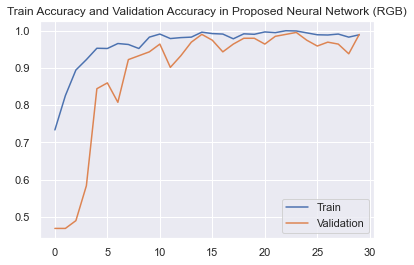 Train Accuracy and Validation Accuracy in Proposed Neural Network (RGB)
1.0
0.9
0.8
0.7
0.6
0.5
Train
Validation
0 5 10 15 20 25 30